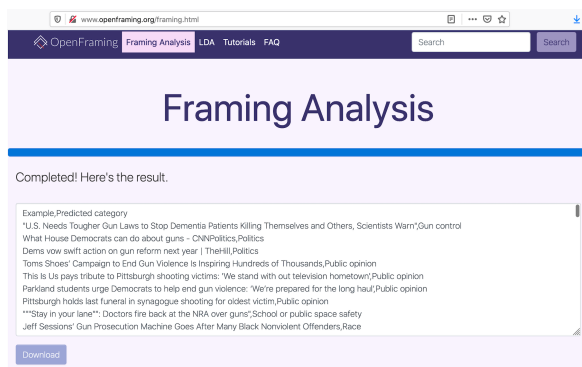 www.openframing.org/framing.html
OpenFraming Framing Analysis LDA Tutorials FAQ Search Search
Framing Analysis
Completed! Here's the result.
Example,Predicted category
"U.S. Needs Tougher Gun Laws to Stop Dementia Patients Killing Themselves and Others, Scientists Warn",Gun control
What House Democrats can do about guns - CNNPolitics,Politics
Dems vow swift action on gun reform next year | TheHill,Politics
Toms Shoes' Campaign to End Gun Violence Is Inspiring Hundreds of Thousands,Public opinion
This Is Us pays tribute to Pittsburgh shooting victims: 'We stand with out television hometown',Public opinion
Parkland students urge Democrats to help end gun violence: 'We're prepared for the long haul',Public opinion
Pittsburgh holds last funeral in synagogue shooting for oldest victim,Public opinion
"""Stay in your lane"": Doctors fire back at the NRA over guns",School or public space safety
Jeff Sessions' Gun Prosecution Machine Goes After Many Black Nonviolent Offenders,Race
Download